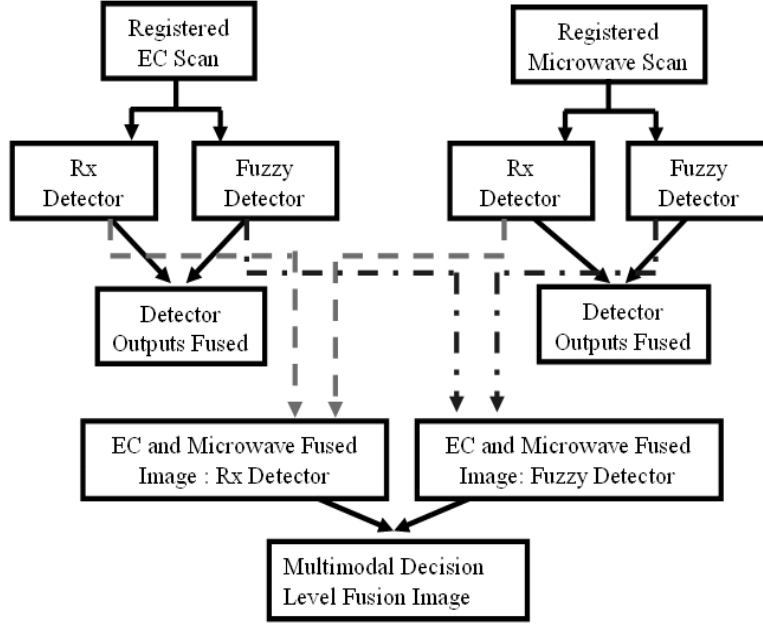 Registered
EC Scan
Registered
Microwave Scan
Rx
Detector
Fuzzy
Detector
Rx
Detector
Fuzzy
Detector
Detector
Outputs Fused
Detector
Outputs Fused
EC and Microwave Fused
Image : Rx Detector
EC and Microwave Fused
Image: Fuzzy Detector
Multimodal Decision
Level Fusion Image